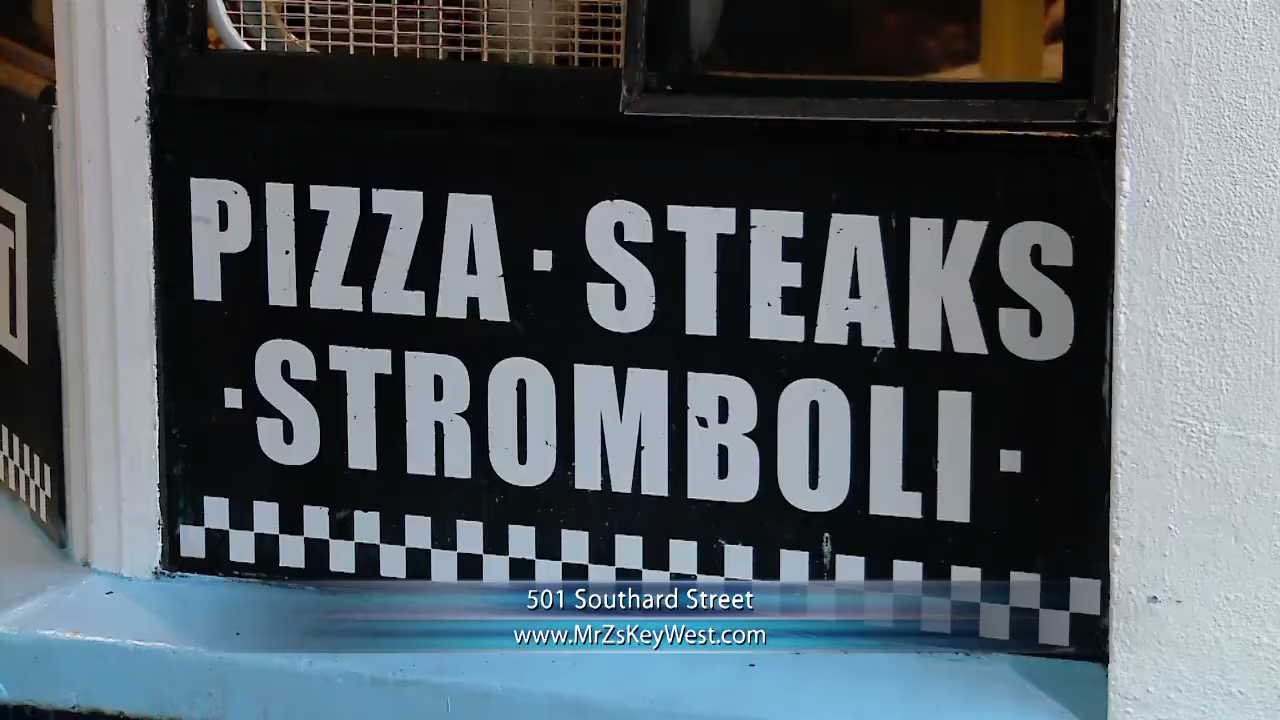 PIZZA · STEAKS
· STROMBOLI ·
501 Southard Street
www.MrZsKeyWest.com